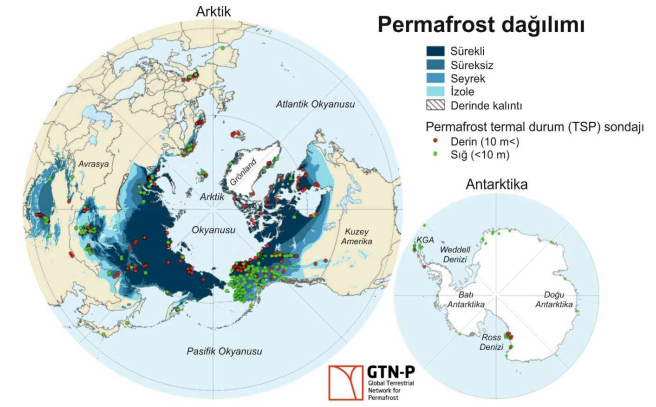 Arktik
Permafrost dağılımı
Sürekli
Süreksiz
Seyrek
İzole
Derinde kalıntı
Permafrost termal durum (TSP) sondajı
Derin (10 m<)
Sığ (<10 m)
Atlantik Okyanusu
Avrasya
Grönland
Arktik
Okyanusu
Kuzey
Amerika
Pasifik Okyanusu
Antarktika
KGA
Weddell
Denizi
Batı
Antarktika
Doğu
Antarktika
Ross
Denizi
GTN-P
Global Terrestrial
Network for
Permafrost